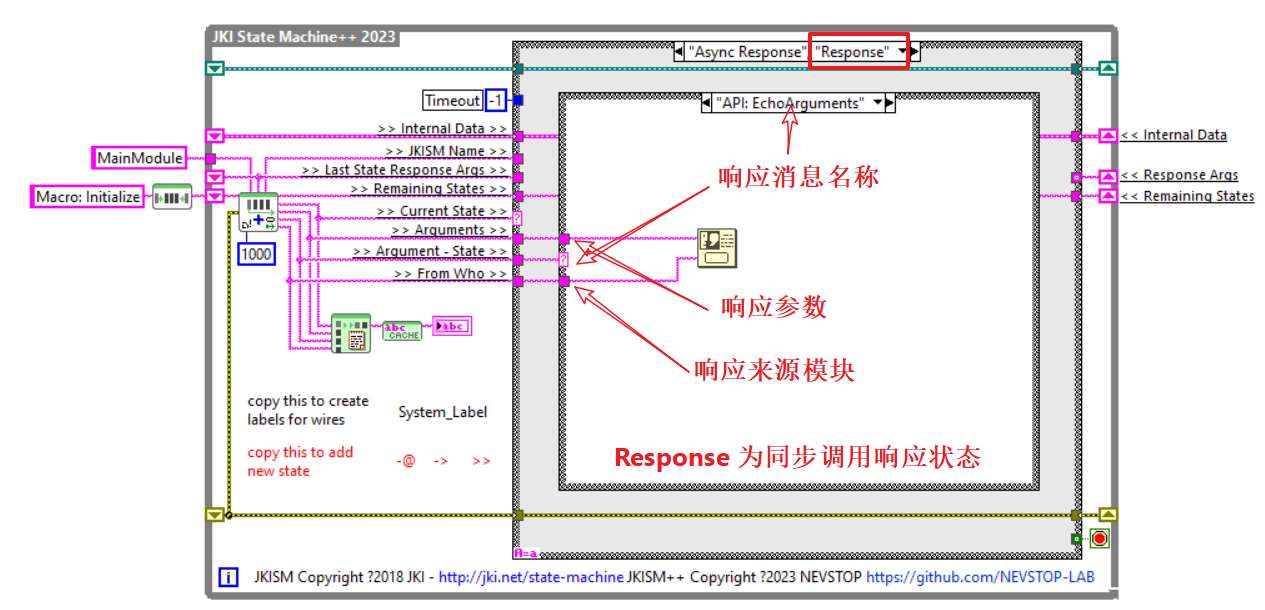 JKI State Machine++ 2023
"Async Response" "Response"
Timeout -1
"API: EchoArguments"
>> Internal Data >>
<< Internal Data
MainModule
>> JKISM Name >>
响应消息名称
>> Last State Response Args >>
<< Response Args
Macro: Initialize
>> Remaining States >>
<< Remaining States
>> Current State >>
>> Arguments >>
1000
>> Argument - State >>
>> From Who >>
响应参数
abc
CACHE
abc
响应来源模块
copy this to create
labels for wires
System_Label
copy this to add
new state
-@ -> >>
Response 为同步调用响应状态
A=a
i
JKISM Copyright ?2018 JKI - http://jki.net/state-machine JKISM++ Copyright ?2023 NEVSTOP https://github.com/NEVSTOP-LAB